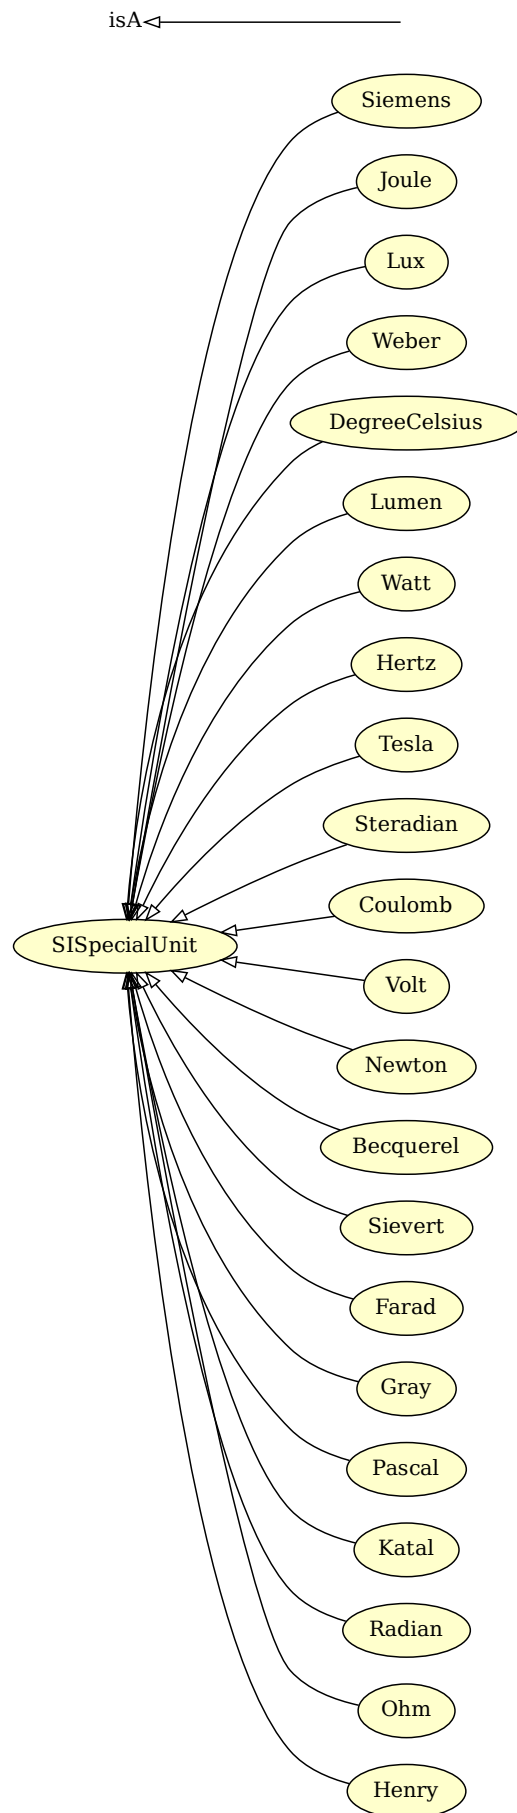 isA
Siemens
Joule
Lux
Weber
DegreeCelsius
Lumen
Watt
Hertz
Tesla
Steradian
Coulomb
SISpecialUnit
Volt
Newton
Becquerel
Sievert
Farad
Gray
Pascal
Katal
Radian
Ohm
Henry